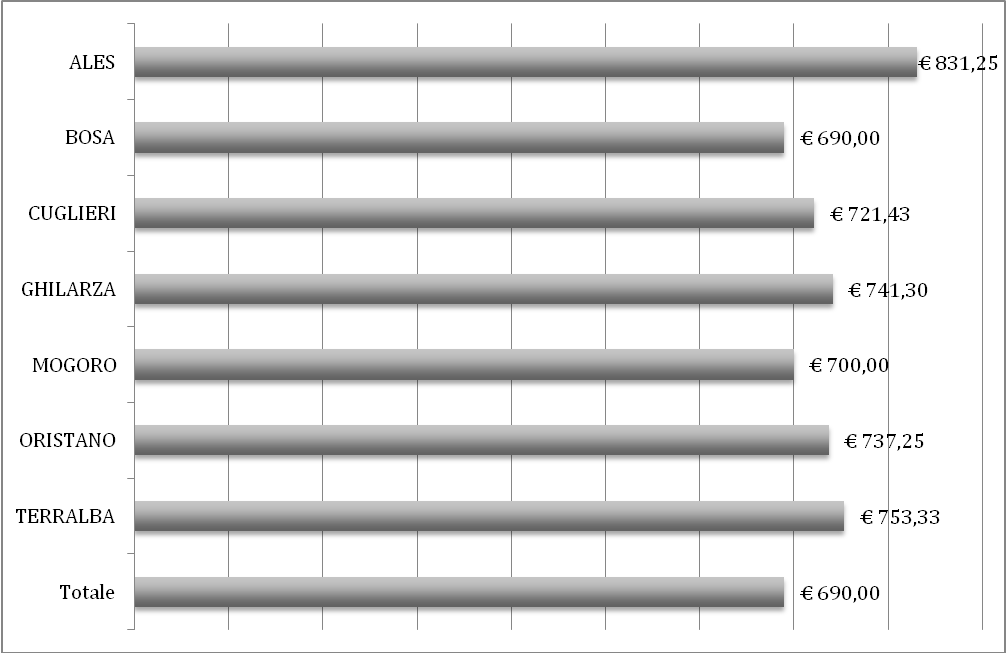 ALES € 831,25
BOSA € 690,00
CUGLIERI € 721,43
GHILARZA € 741,30
MOGORO € 700,00
ORISTANO € 737,25
TERRALBA € 753,33
Totale € 690,00